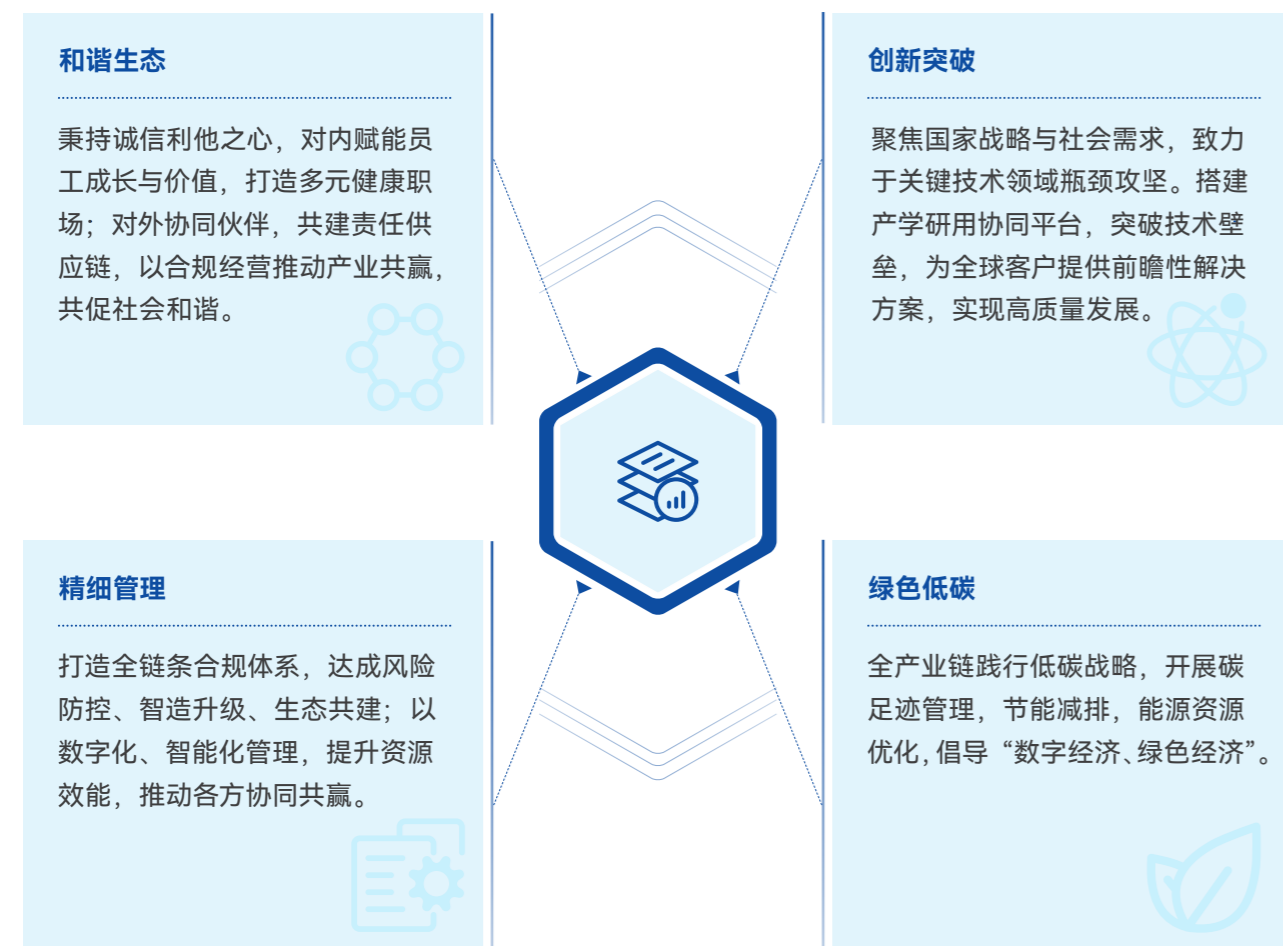 和谐生态
秉持诚信利他之心，对内赋能员
工成长与价值，打造多元健康职
场；对外协同伙伴，共建责任供
应链，以合规经营推动产业共赢，
共促社会和谐。
创新突破
聚焦国家战略与社会需求，致力
于关键技术领域瓶颈攻坚。搭建
产学研用协同平台，突破技术壁
垒，为全球客户提供前瞻性解决
方案，实现高质量发展。
精细管理
打造全链条合规体系，达成风险
防控、智造升级、生态共建；以
数字化、智能化管理，提升资源
效能，推动各方协同共赢。
绿色低碳
全产业链践行低碳战略，开展碳
足迹管理，节能减排，能源资源
优化，倡导“数字经济、绿色经济”。